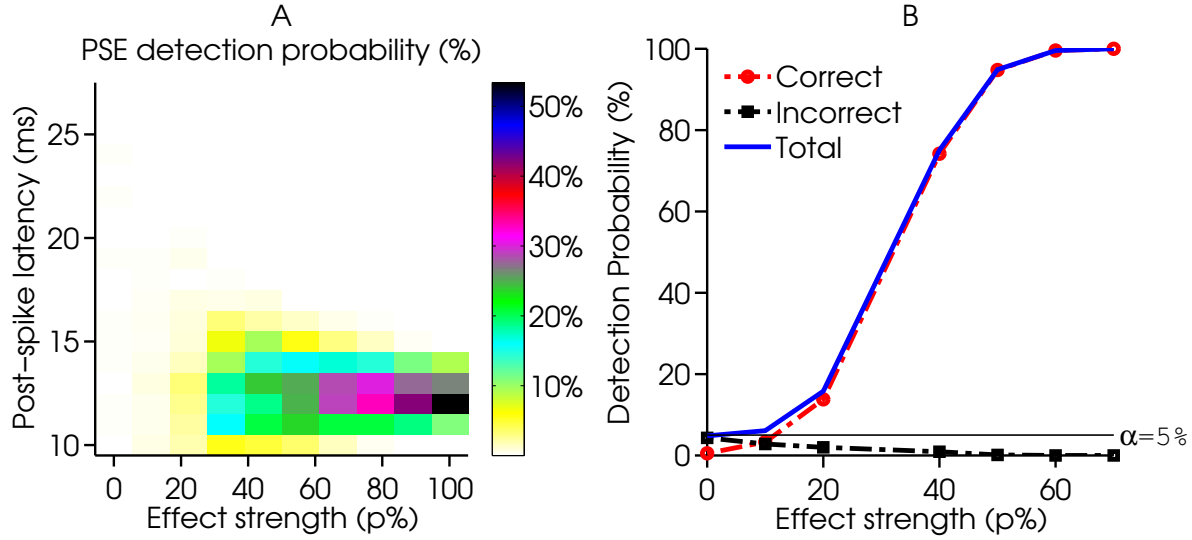 A
PSE detection probability (%)
Post-spike latency (ms)
25
20
15
10
0 20 40 60 80 100
Effect strength (p%)
50%
40%
30%
20%
10%
B
Detection Probability (%)
100
80
60
40
20
0
0 20 40 60
Effect strength (p%)
Correct
Incorrect
Total
α=5%